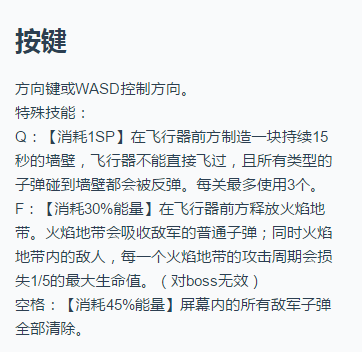 按键
方向键或WASD控制方向。
特殊技能：
Q：【消耗1SP】在飞行器前方制造一块持续15
秒的墙壁，飞行器不能直接飞过，且所有类型的
子弹碰到墙壁都会被反弹。每关最多使用3个。
F：【消耗30%能量】在飞行器前方释放火焰地
带。火焰地带会吸收敌军的普通子弹；同时火焰
地带内的敌人，每一个火焰地带的攻击周期会损
失1/5的最大生命值。（对boss无效）
空格：【消耗45%能量】屏幕内的所有敌军子弹
全部清除。